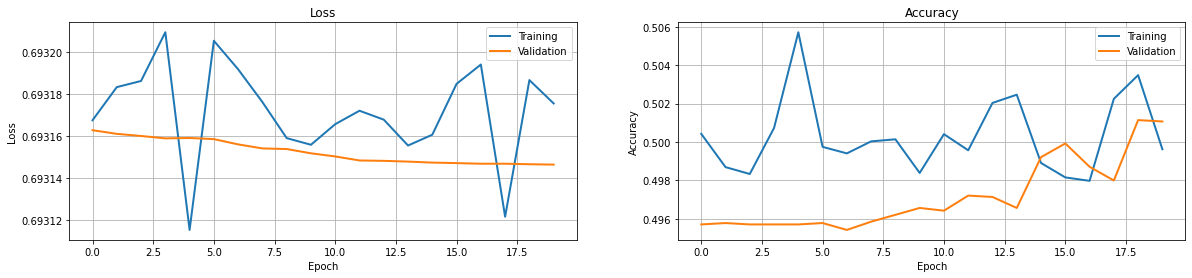 Loss
Training
Validation
0.69320
0.69318
0.69316
0.69314
0.69312
Loss
0.0 2.5 5.0 7.5 10.0 12.5 15.0 17.5
Epoch
Accuracy
Training
Validation
0.506
0.504
0.502
0.500
0.498
0.496
Accuracy
0.0 2.5 5.0 7.5 10.0 12.5 15.0 17.5
Epoch